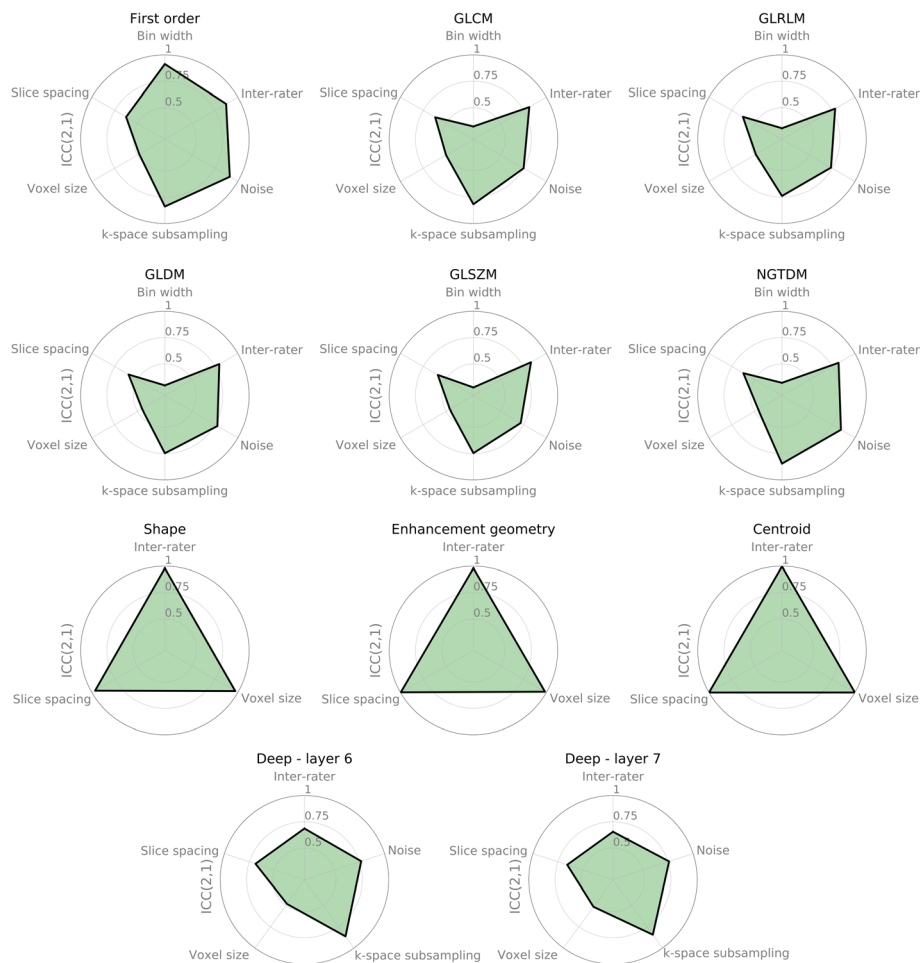 First order
Bin width
1
0.75
0.5
Slice spacing
Inter-rater
ICC(2,1)
Voxel size
Noise
k-space subsampling
GLCM
Bin width
1
0.75
0.5
Slice spacing
Inter-rater
ICC(2,1)
Voxel size
Noise
k-space subsampling
GLRLM
Bin width
1
0.75
0.5
Slice spacing
Inter-rater
ICC(2,1)
Voxel size
Noise
k-space subsampling
GLDM
Bin width
1
0.75
0.5
Slice spacing
Inter-rater
ICC(2,1)
Voxel size
Noise
k-space subsampling
GLSZM
Bin width
1
0.75
0.5
Slice spacing
Inter-rater
ICC(2,1)
Voxel size
Noise
k-space subsampling
NGTDM
Bin width
1
0.75
0.5
Slice spacing
Inter-rater
ICC(2,1)
Voxel size
Noise
k-space subsampling
Shape
Inter-rater
1
0.75
0.5
ICC(2,1)
Slice spacing
Voxel size
Enhancement geometry
Inter-rater
1
0.75
0.5
ICC(2,1)
Slice spacing
Voxel size
Centroid
Inter-rater
1
0.75
0.5
ICC(2,1)
Slice spacing
Voxel size
Deep - layer 6
Inter-rater
1
0.75
0.5
Slice spacing
Noise
ICC(2,1)
Voxel size
k-space subsampling
Deep - layer 7
Inter-rater
1
0.75
0.5
Slice spacing
Noise
ICC(2,1)
Voxel size
k-space subsampling